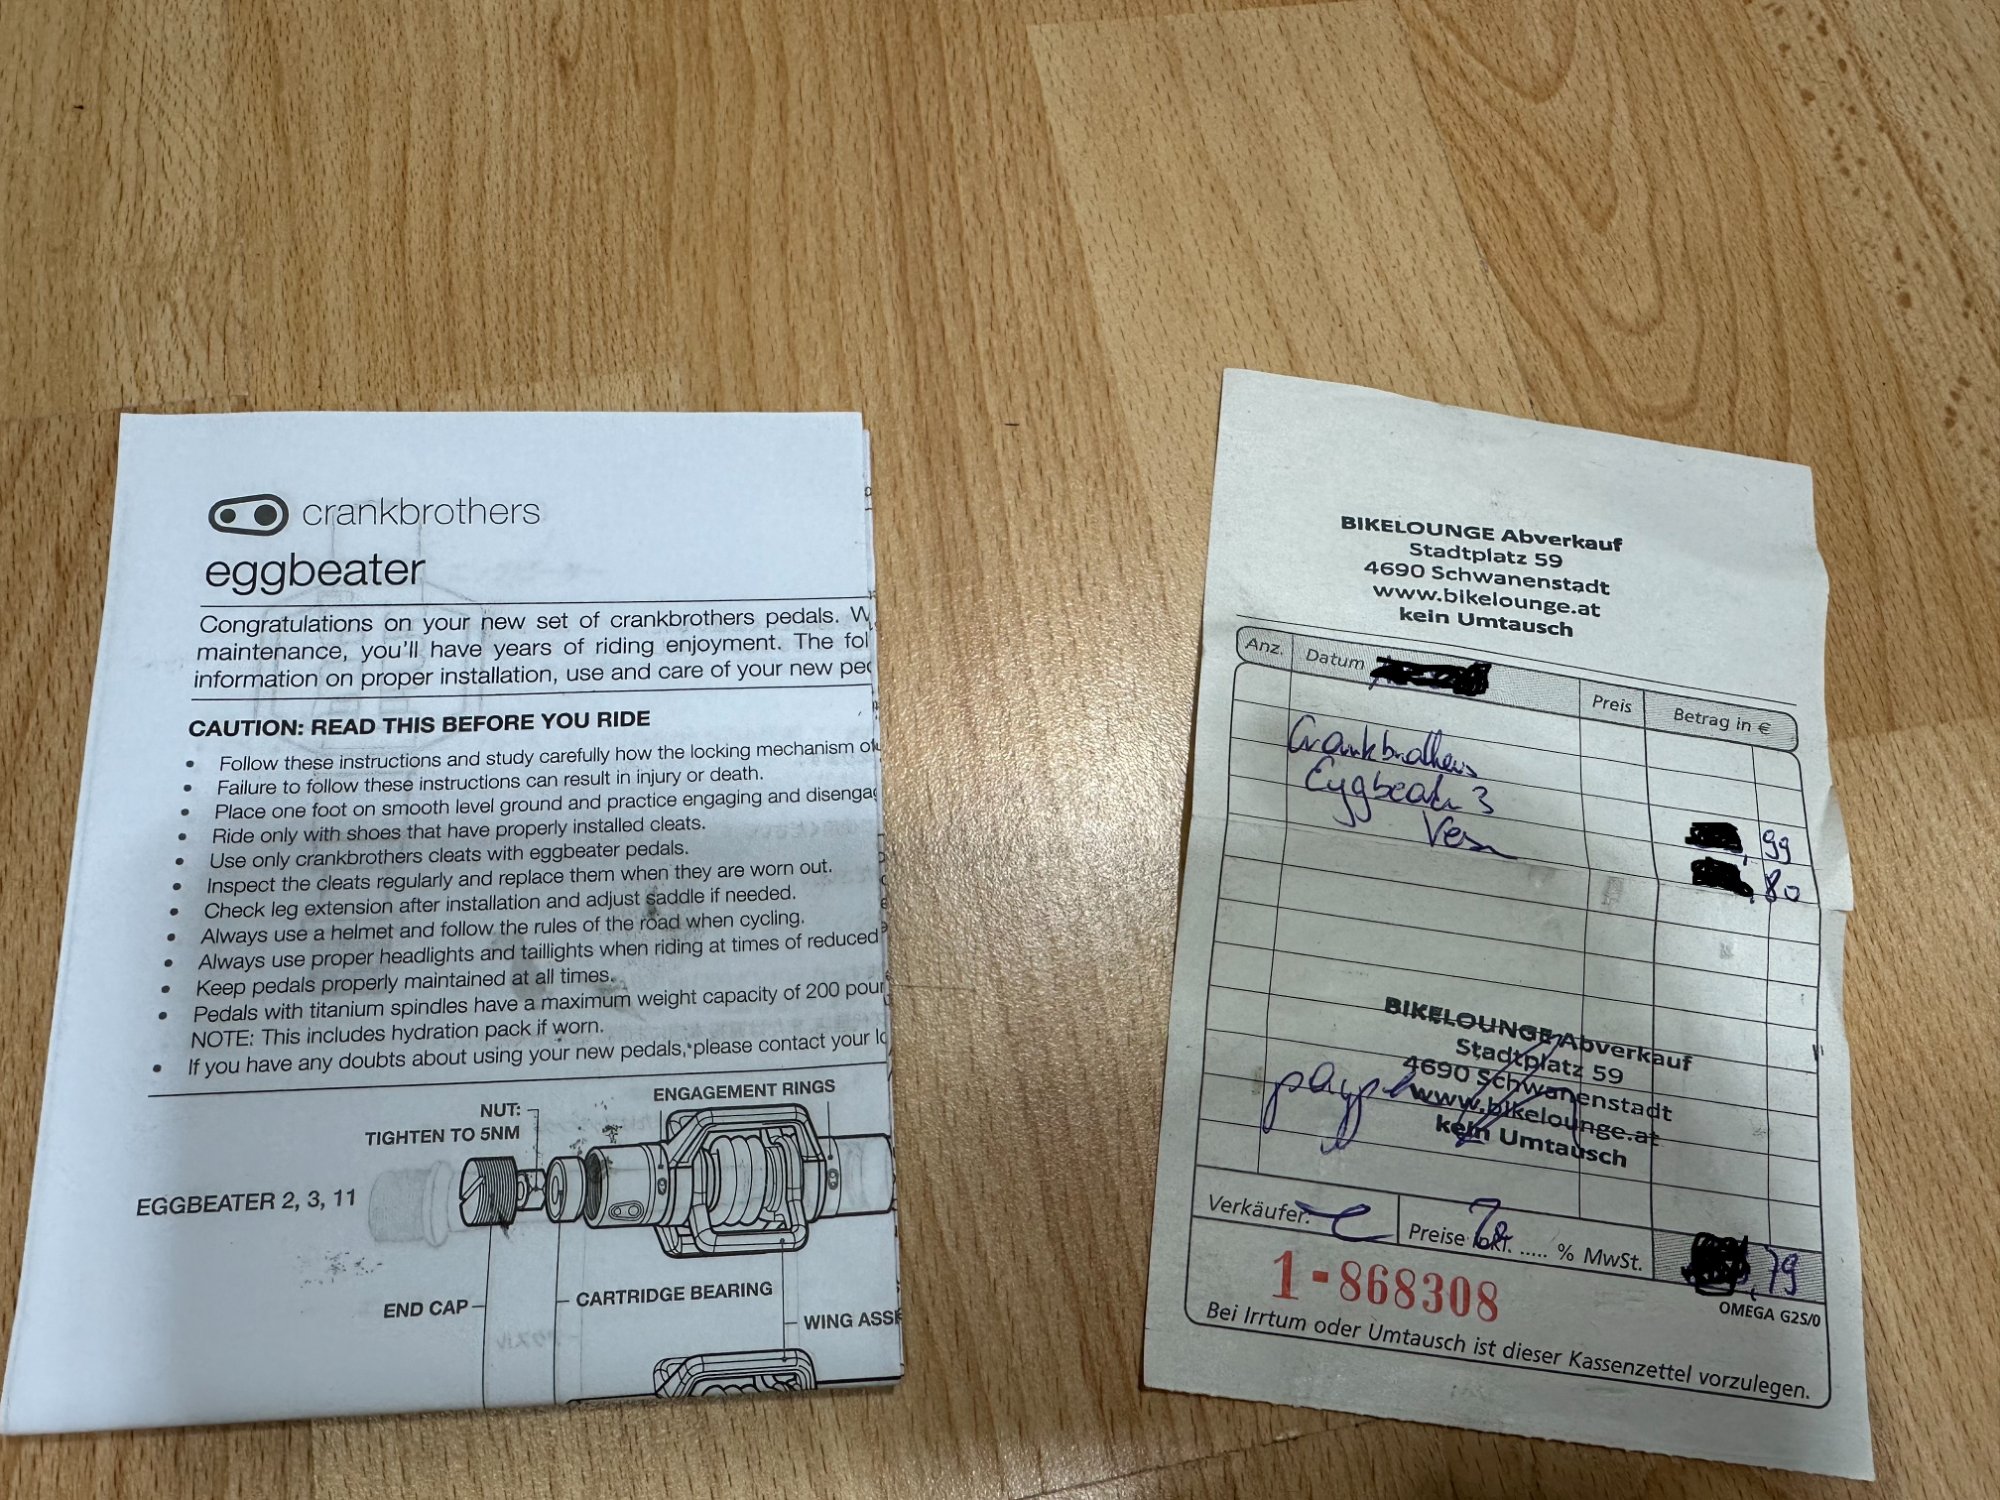 crankbrothers
eggbeater
Congratulations on your new set of crankbrothers pedals. W
maintenance, you'll have years of riding enjoyment. The fol
information on proper installation, use and care of your new pe
CAUTION: READ THIS BEFORE YOU RIDE
• Follow these instructions and study carefully how the locking mechanism of
• Failure to follow these instructions can result in injury or death.
• Place one foot on smooth level ground and practice engaging and disenga
• Ride only with shoes that have properly installed cleats.
• Use only crankbrothers cleats with eggbeater pedals.
• Inspect the cleats regularly and replace them when they are worn out.
• Check leg extension after installation and adjust saddle if needed.
• Always use a helmet and follow the rules of the road when cycling.
• Always use proper headlights and taillights when riding at times of reduced
• Keep pedals properly maintained at all times.
• Pedals with titanium spindles have a maximum weight capacity of 200 pour
NOTE: This includes hydration pack if worn.
• If you have any doubts about using your new pedals, please contact your lo
ENGAGEMENT RINGS
NUT:
TIGHTEN TO 5NM
EGGBEATER 2, 3, 11
END CAP
CARTRIDGE BEARING
WING ASSE
BIKELOUNGE Abverkauf
Stadtplatz 59
4690 Schwanenstadt
www.bikelounge.at
kein Umtausch
Anz. Datum Preis Betrag in €
Crankbrothers
Eggbeater 3
,99
Vers
,80
BIKELOUNGE Abverkauf
Stadtplatz 59
4690 Schwanenstadt
www.bikelounge.at
kein Umtausch
paypal
Verkäufer: Preise inkl. ..... % MwSt. ,79
1-868308
OMEGA G2S/0
Bei Irrtum oder Umtausch ist dieser Kassenzettel vorzulegen.